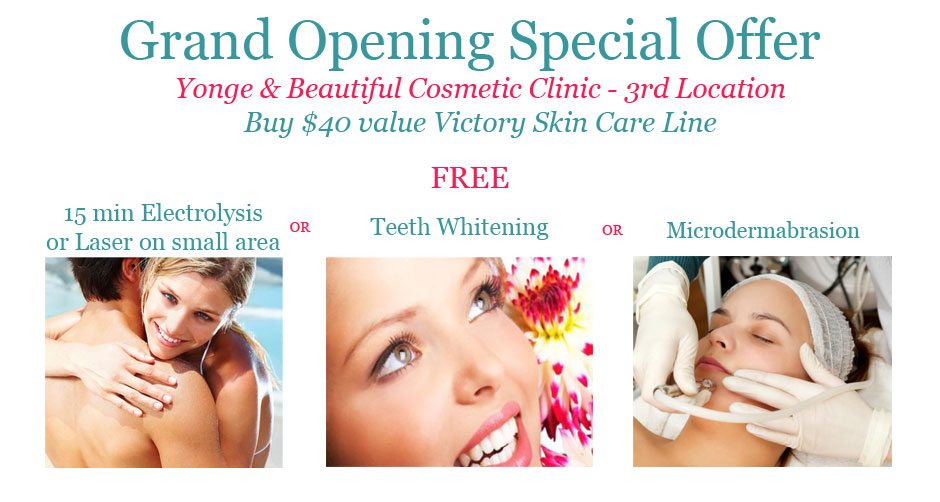 Grand Opening Special Offer
Yonge & Beautiful Cosmetic Clinic - 3rd Location
Buy $40 value Victory Skin Care Line
FREE
15 min Electrolysis
or Laser on small area
OR
Teeth Whitening
OR
Microdermabrasion